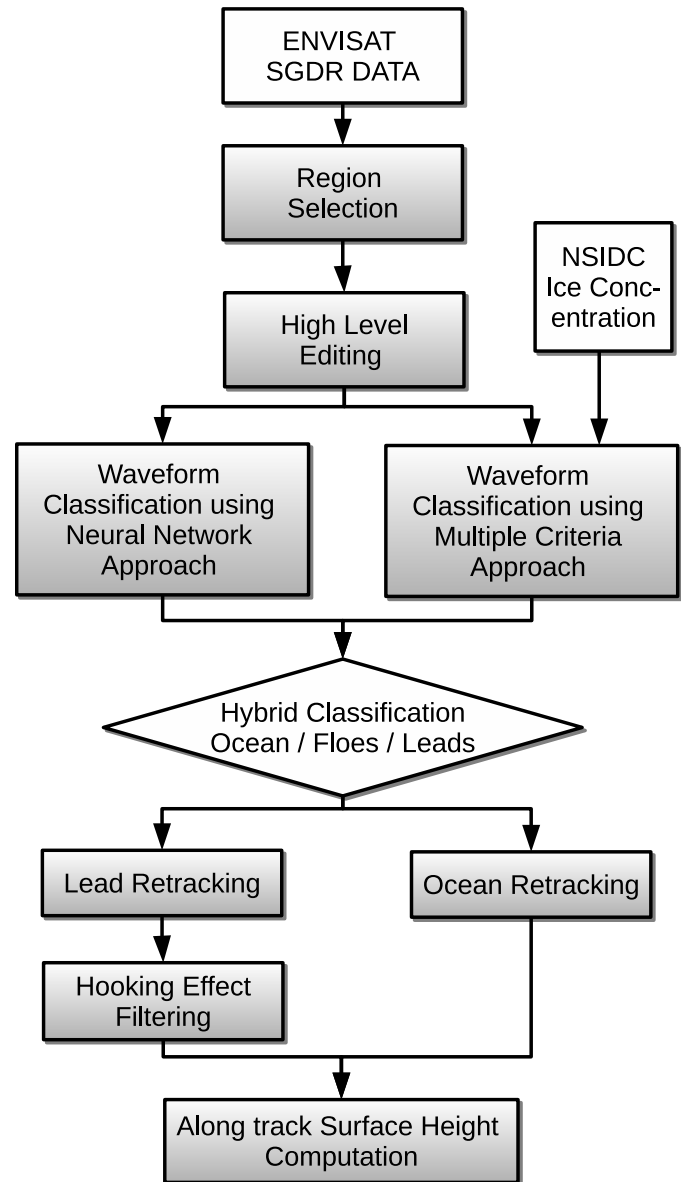 ENVISAT
SGDR DATA
Region
Selection
NSIDC
Ice Conc-
entration
High Level
Editing
Waveform
Classification using
Neural Network
Approach
Waveform
Classification using
Multiple Criteria
Approach
Hybrid Classification
Ocean / Floes / Leads
Lead Retracking
Ocean Retracking
Hooking Effect
Filtering
Along track Surface Height
Computation